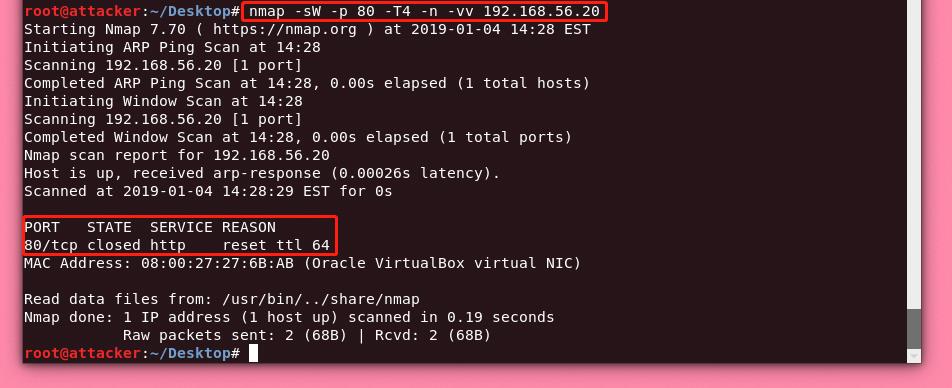 root@attacker:~/Desktop# nmap -sW -p 80 -T4 -n -vv 192.168.56.20
Starting Nmap 7.70 ( https://nmap.org ) at 2019-01-04 14:28 EST
Initiating ARP Ping Scan at 14:28
Scanning 192.168.56.20 [1 port]
Completed ARP Ping Scan at 14:28, 0.00s elapsed (1 total hosts)
Initiating Window Scan at 14:28
Scanning 192.168.56.20 [1 port]
Completed Window Scan at 14:28, 0.00s elapsed (1 total ports)
Nmap scan report for 192.168.56.20
Host is up, received arp-response (0.00026s latency).
Scanned at 2019-01-04 14:28:29 EST for 0s
PORT   STATE  SERVICE REASON
80/tcp closed http    reset ttl 64
MAC Address: 08:00:27:27:6B:AB (Oracle VirtualBox virtual NIC)
Read data files from: /usr/bin/../share/nmap
Nmap done: 1 IP address (1 host up) scanned in 0.19 seconds
           Raw packets sent: 2 (68B) | Rcvd: 2 (68B)
root@attacker:~/Desktop#